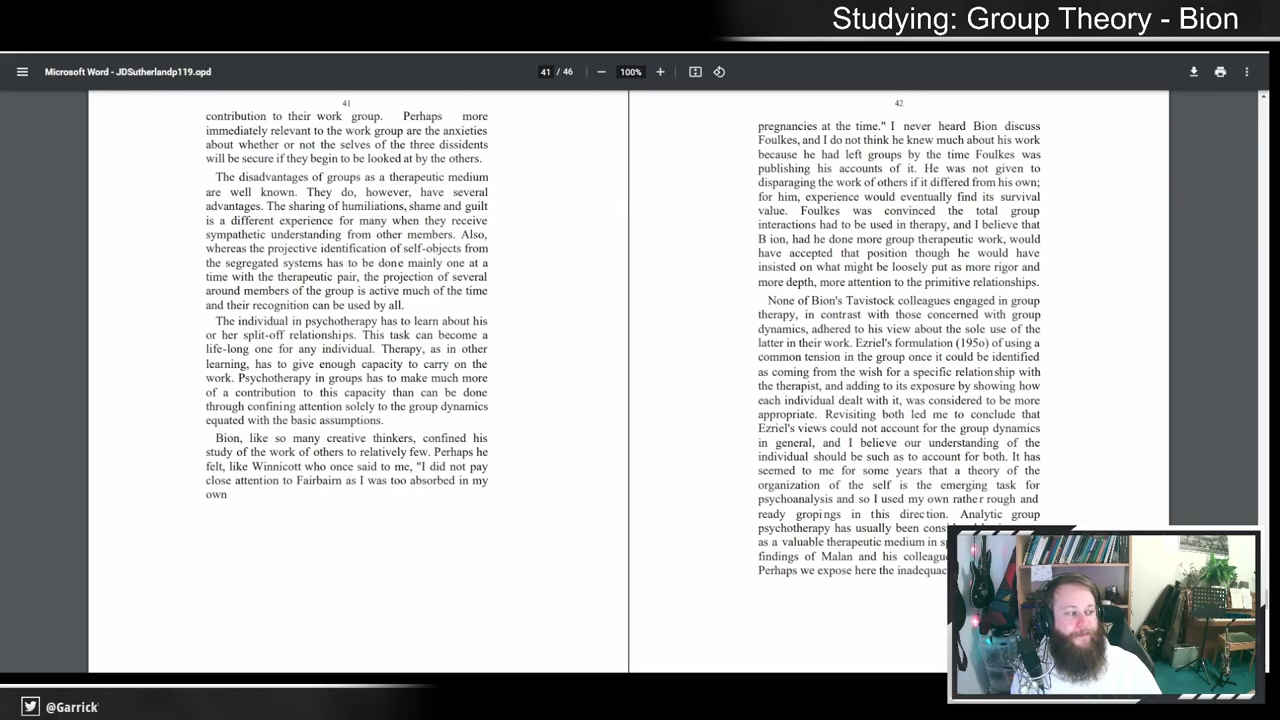 Studying: Group Theory - Bion
Microsoft Word - JDSutherlandp119.opd
41 / 46
100%
41
contribution to their work group. Perhaps more
immediately relevant to the work group are the anxieties
about whether or not the selves of the three dissidents
will be secure if they begin to be looked at by the others.
The disadvantages of groups as a therapeutic medium
are well known. They do, however, have several
advantages. The sharing of humiliations, shame and guilt
is a different experience for many when they receive
sympathetic understanding from other members. Also,
whereas the projective identification of self-objects from
the segregated systems has to be done mainly one at a
time with the therapeutic pair, the projection of several
around members of the group is active much of the time
and their recognition can be used by all.
The individual in psychotherapy has to learn about his
or her split-off relationships. This task can become a
life-long one for any individual. Therapy, as in other
learning, has to give enough capacity to carry on the
work. Psychotherapy in groups has to make much more
of a contribution to this capacity than can be done
through confining attention solely to the group dynamics
equated with the basic assumptions.
Bion, like so many creative thinkers, confined his
study of the work of others to relatively few. Perhaps he
felt, like Winnicott who once said to me, "I did not pay
close attention to Fairbairn as I was too absorbed in my
own
42
pregnancies at the time." I never heard Bion discuss
Foulkes, and I do not think he knew much about his work
because he had left groups by the time Foulkes was
publishing his accounts of it. He was not given to
disparaging the work of others if it differed from his own;
for him, experience would eventually find its survival
value. Foulkes was convinced the total group
interactions had to be used in therapy, and I believe that
B ion, had he done more group therapeutic work, would
have accepted that position though he would have
insisted on what might be loosely put as more rigor and
more depth, more attention to the primitive relationships.
None of Bion's Tavistock colleagues engaged in group
therapy, in contrast with those concerned with group
dynamics, adhered to his view about the sole use of the
latter in their work. Ezriel's formulation (195o) of using a
common tension in the group once it could be identified
as coming from the wish for a specific relationship with
the therapist, and adding to its exposure by showing how
each individual dealt with it, was considered to be more
appropriate. Revisiting both led me to conclude that
Ezriel's views could not account for the group dynamics
in general, and I believe our understanding of the
individual should be such as to account for both. It has
seemed to me for some years that a theory of the
organization of the self is the emerging task for
psychoanalysis and so I used my own rather rough and
ready gropings in this direction. Analytic group
psychotherapy has usually been
as a valuable therapeutic medium in
findings of Malan and his
Perhaps we expose here the
@Garrick